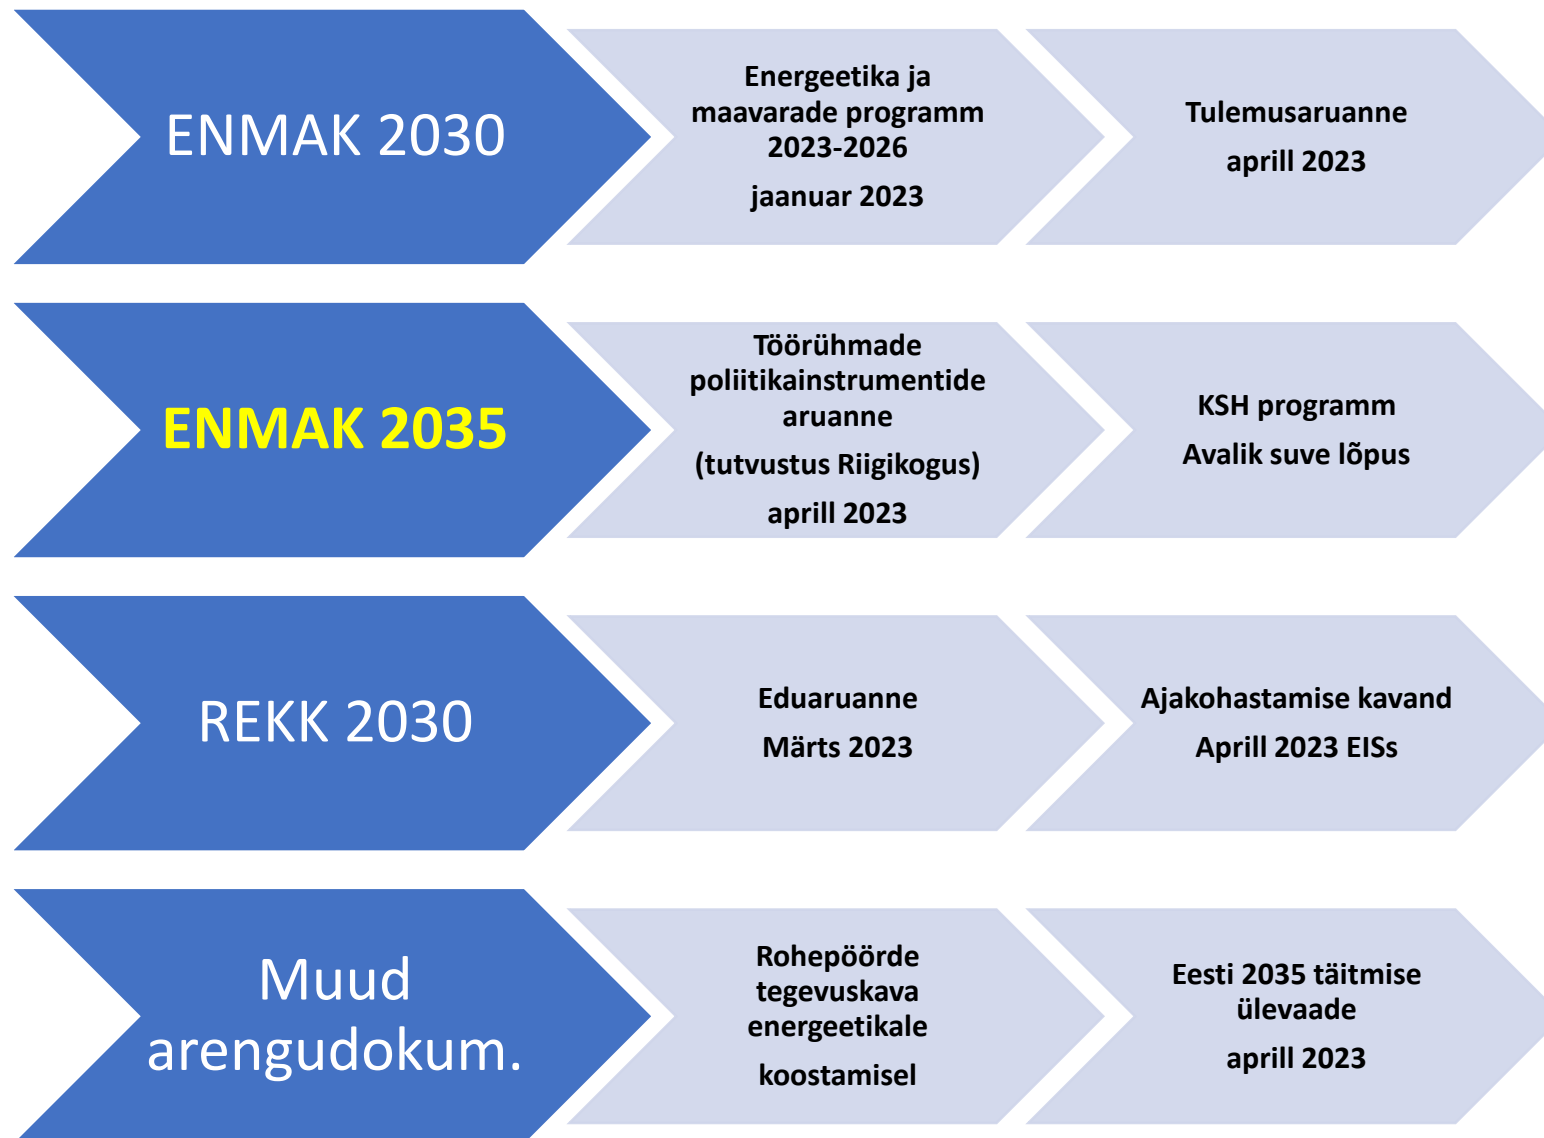 ENMAK 2030
Energeetika ja
maavarade programm
2023-2026
jaanuar 2023
Tulemusaruanne
aprill 2023
ENMAK 2035
Töörühmade
poliitikainstrumentide
aruanne
(tutvustus Riigikogus)
aprill 2023
KSH programm
Avalik suve lõpus
REKK 2030
Eduaruanne
Märts 2023
Ajakohastamise kavand
Aprill 2023 EISs
Muud
arengudokum.
Rohepöörde
tegevuskava
energeetikale
koostamisel
Eesti 2035 täitmise
ülevaade
aprill 2023